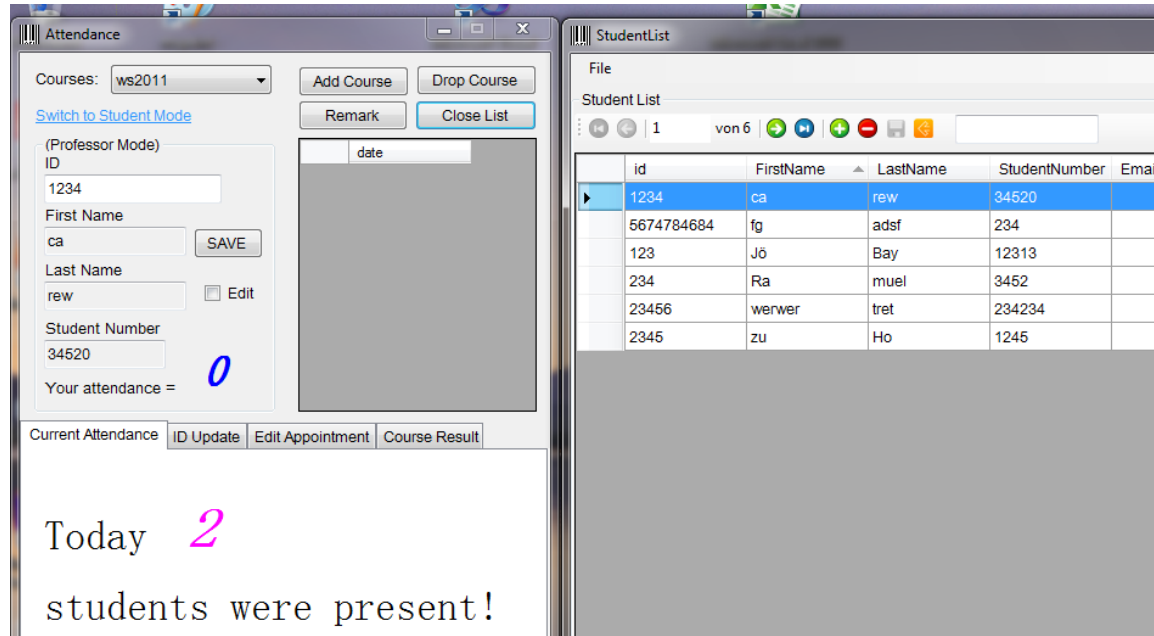 Attendance
Courses: ws2011
Add Course Drop Course
Switch to Student Mode
Remark Close List
(Professor Mode)
ID
1234
First Name
ca
SAVE
Last Name
rew
Edit
Student Number
34520
Your attendance = 0
date
Current Attendance ID Update Edit Appointment Course Result
Today 2
students were present!
StudentList
File
Student List
1 von 6
id FirstName LastName StudentNumber Emai
1234 ca rew 34520
5674784684 fg adsf 234
123 Jö Bay 12313
234 Ra muel 3452
23456 werwer tret 234234
2345 zu Ho 1245